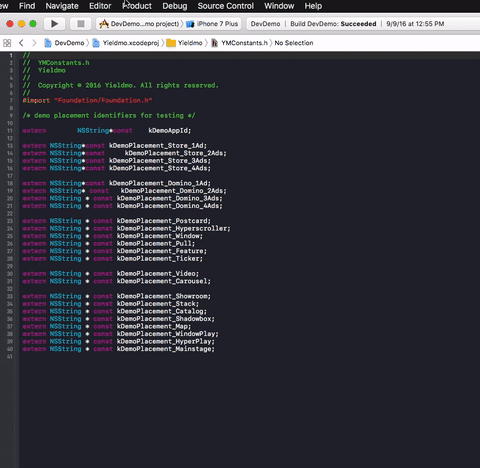 Find Navigate Editor Product Debug Source Control Window Help
DevDemo...mo project) iPhone 7 Plus DevDemo | Build DevDemo: Succeeded | 9/9/16 at 12:55 PM
DevDemo Yieldmo.xcodeproj Yieldmo YMConstants.h No Selection
1 //
2 // YMConstants.h
3 // Yieldmo
4 //
5 // Copyright © 2016 Yieldmo. All rights reserved.
6 //
7 #import "Foundation/Foundation.h"
8
9 /* demo placement identifiers for testing */
10
11 extern NSString*const kDemoAppId;
12
13 extern NSString*const kDemoPlacement_Store_1Ad;
14 extern NSString*const kDemoPlacement_Store_2Ads;
15 extern NSString*const kDemoPlacement_Store_3Ads;
16 extern NSString*const kDemoPlacement_Store_4Ads;
17
18 extern NSString*const kDemoPlacement_Domino_1Ad;
19 extern NSString* const kDemoPlacement_Domino_2Ads;
20 extern NSString * const kDemoPlacement_Domino_3Ads;
21 extern NSString * const kDemoPlacement_Domino_4Ads;
22
23 extern NSString * const kDemoPlacement_Postcard;
24 extern NSString * const kDemoPlacement_Hyperscroller;
25 extern NSString * const kDemoPlacement_Window;
26 extern NSString * const kDemoPlacement_Pull;
27 extern NSString * const kDemoPlacement_Feature;
28 extern NSString * const kDemoPlacement_Ticker;
29
30 extern NSString * const kDemoPlacement_Video;
31 extern NSString * const kDemoPlacement_Carousel;
32
33 extern NSString * const kDemoPlacement_Showroom;
34 extern NSString * const kDemoPlacement_Stack;
35 extern NSString * const kDemoPlacement_Catalog;
36 extern NSString * const kDemoPlacement_Shadowbox;
37 extern NSString * const kDemoPlacement_Map;
38 extern NSString * const kDemoPlacement_WindowPlay;
39 extern NSString * const kDemoPlacement_HyperPlay;
40 extern NSString * const kDemoPlacement_Mainstage;
41